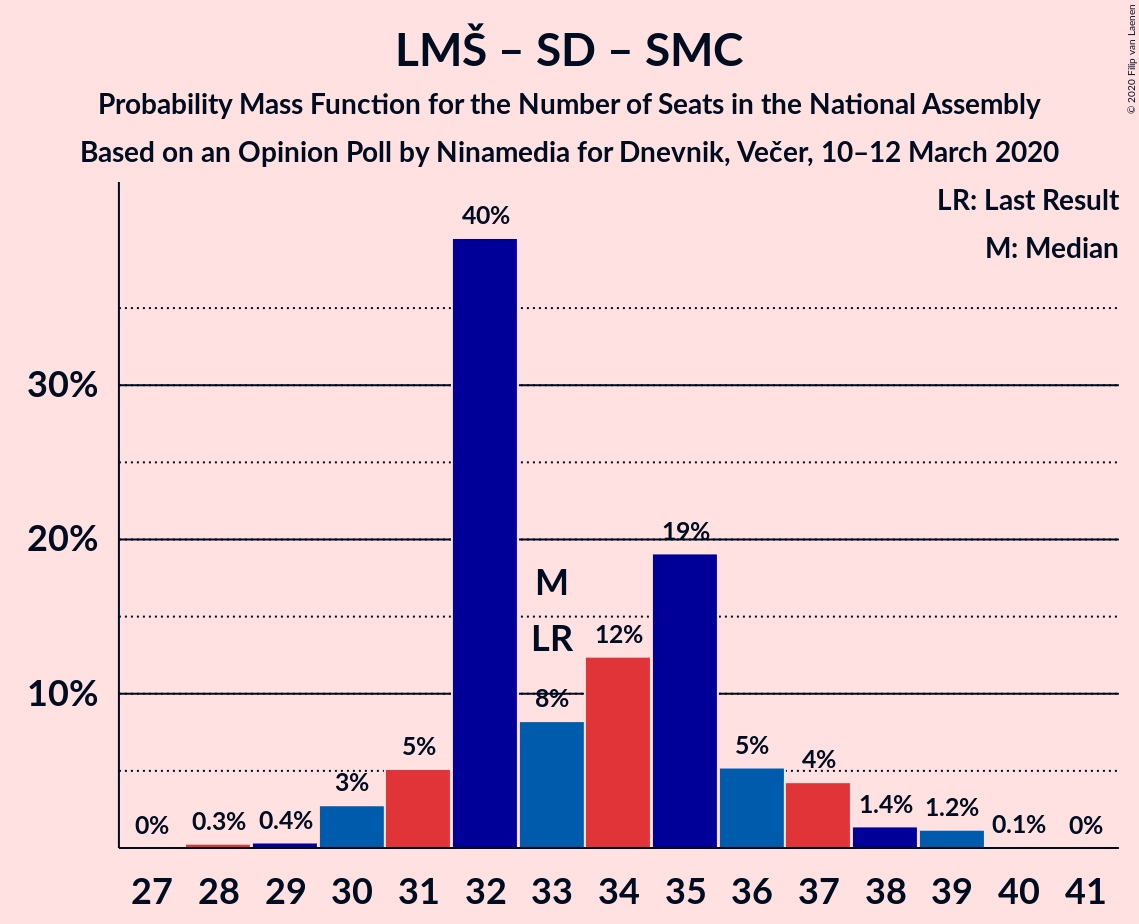 LMŠ – SD – SMC
Probability Mass Function for the Number of Seats in the National Assembly
Based on an Opinion Poll by Ninamedia for Dnevnik, Večer, 10–12 March 2020
© 2020 Filip van Laenen
LR: Last Result
M: Median
40%
30%
20%
19%
M
LR
12%
10%
8%
5%
5%
4%
3%
1.4%
1.2%
0%
0.3%
0.4%
0.1%
0%
27 28 29 30 31 32 33 34 35 36 37 38 39 40 41